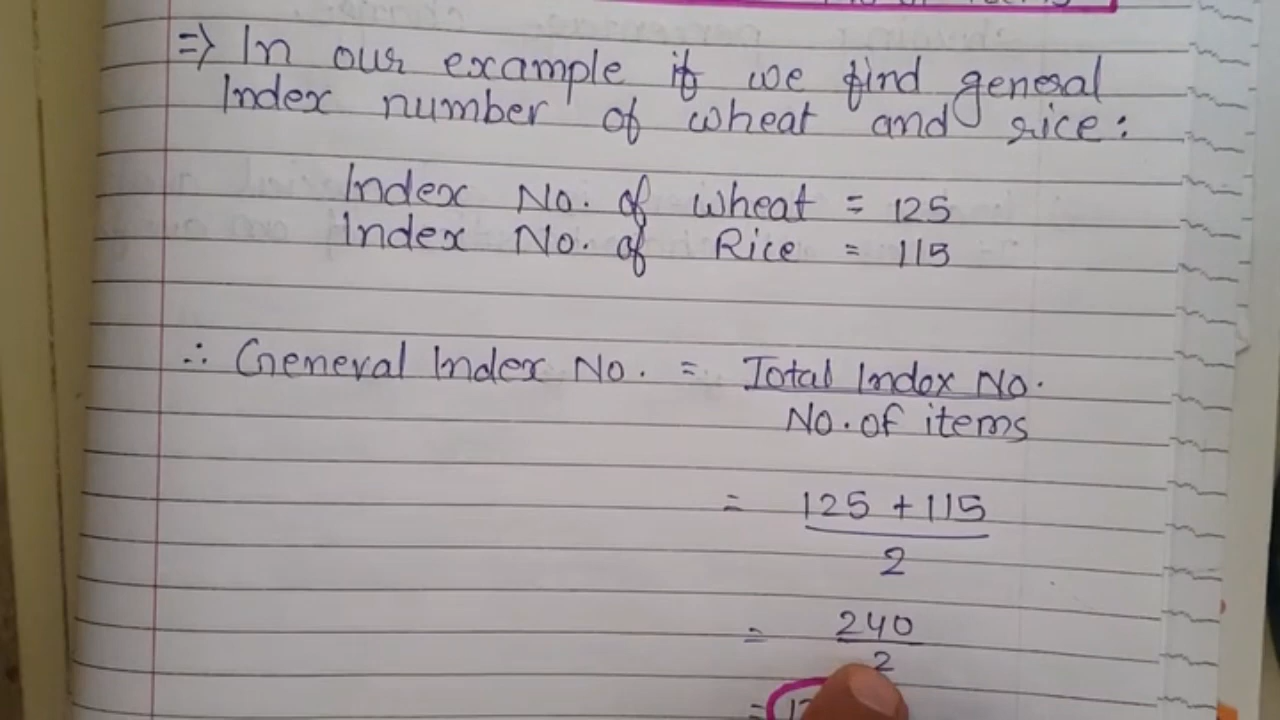 => In our example if we find general
Index number of wheat and rice:
Index No. of wheat = 125
Index No. of Rice = 115
∴ General Index No. = Total Index No.
No. of items
= 125 + 115
2
= 240
2
=